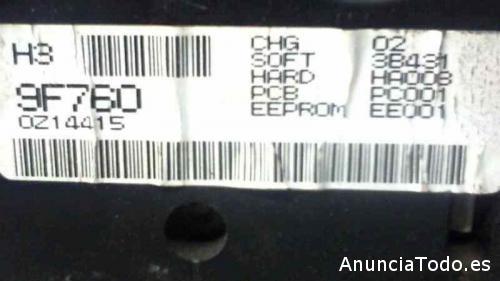 H3
9F760
0Z14415
CHG 02
SOFT 3B431
HARD HA008
PCB PC001
EEPROM EE001
AnunciaTodo.es